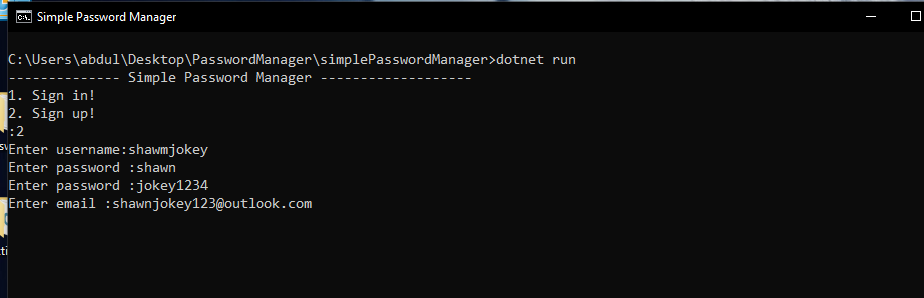 Simple Password Manager
C:\Users\abdul\Desktop\PasswordManager\simplePasswordManager>dotnet run
-------------- Simple Password Manager -------------------
1. Sign in!
2. Sign up!
:2
Enter username:shawmjokey
Enter password :shawn
Enter password :jokey1234
Enter email :shawnjokey123@outlook.com